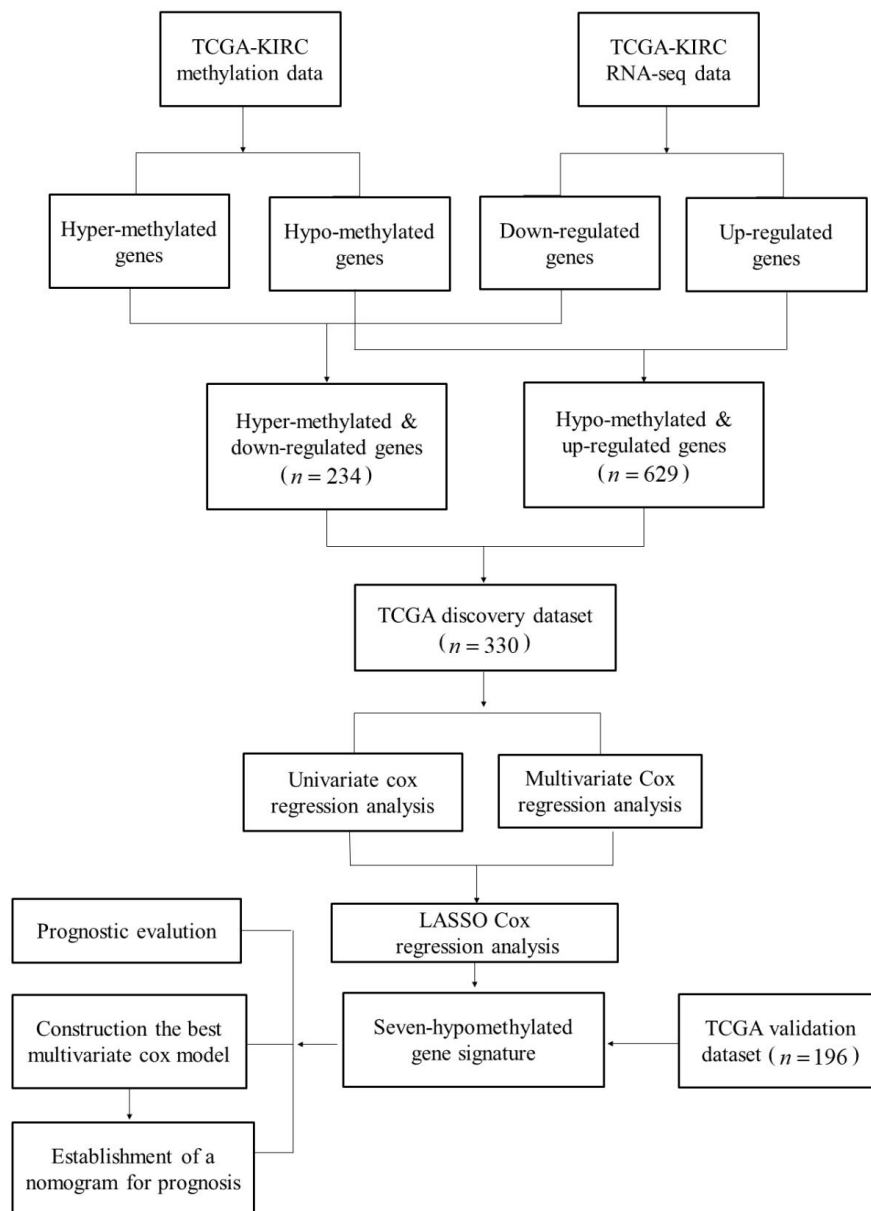 TCGA-KIRC
methylation data
TCGA-KIRC
RNA-seq data
Hyper-methylated
genes
Hypo-methylated
genes
Down-regulated
genes
Up-regulated
genes
Hyper-methylated &
down-regulated genes
(n = 234)
Hypo-methylated &
up-regulated genes
(n = 629)
TCGA discovery dataset
(n = 330)
Univariate cox
regression analysis
Multivariate Cox
regression analysis
LASSO Cox
regression analysis
Prognostic evalution
Construction the best
multivariate cox model
Seven-hypomethylated
gene signature
TCGA validation
dataset (n = 196)
Establishment of a
nomogram for prognosis